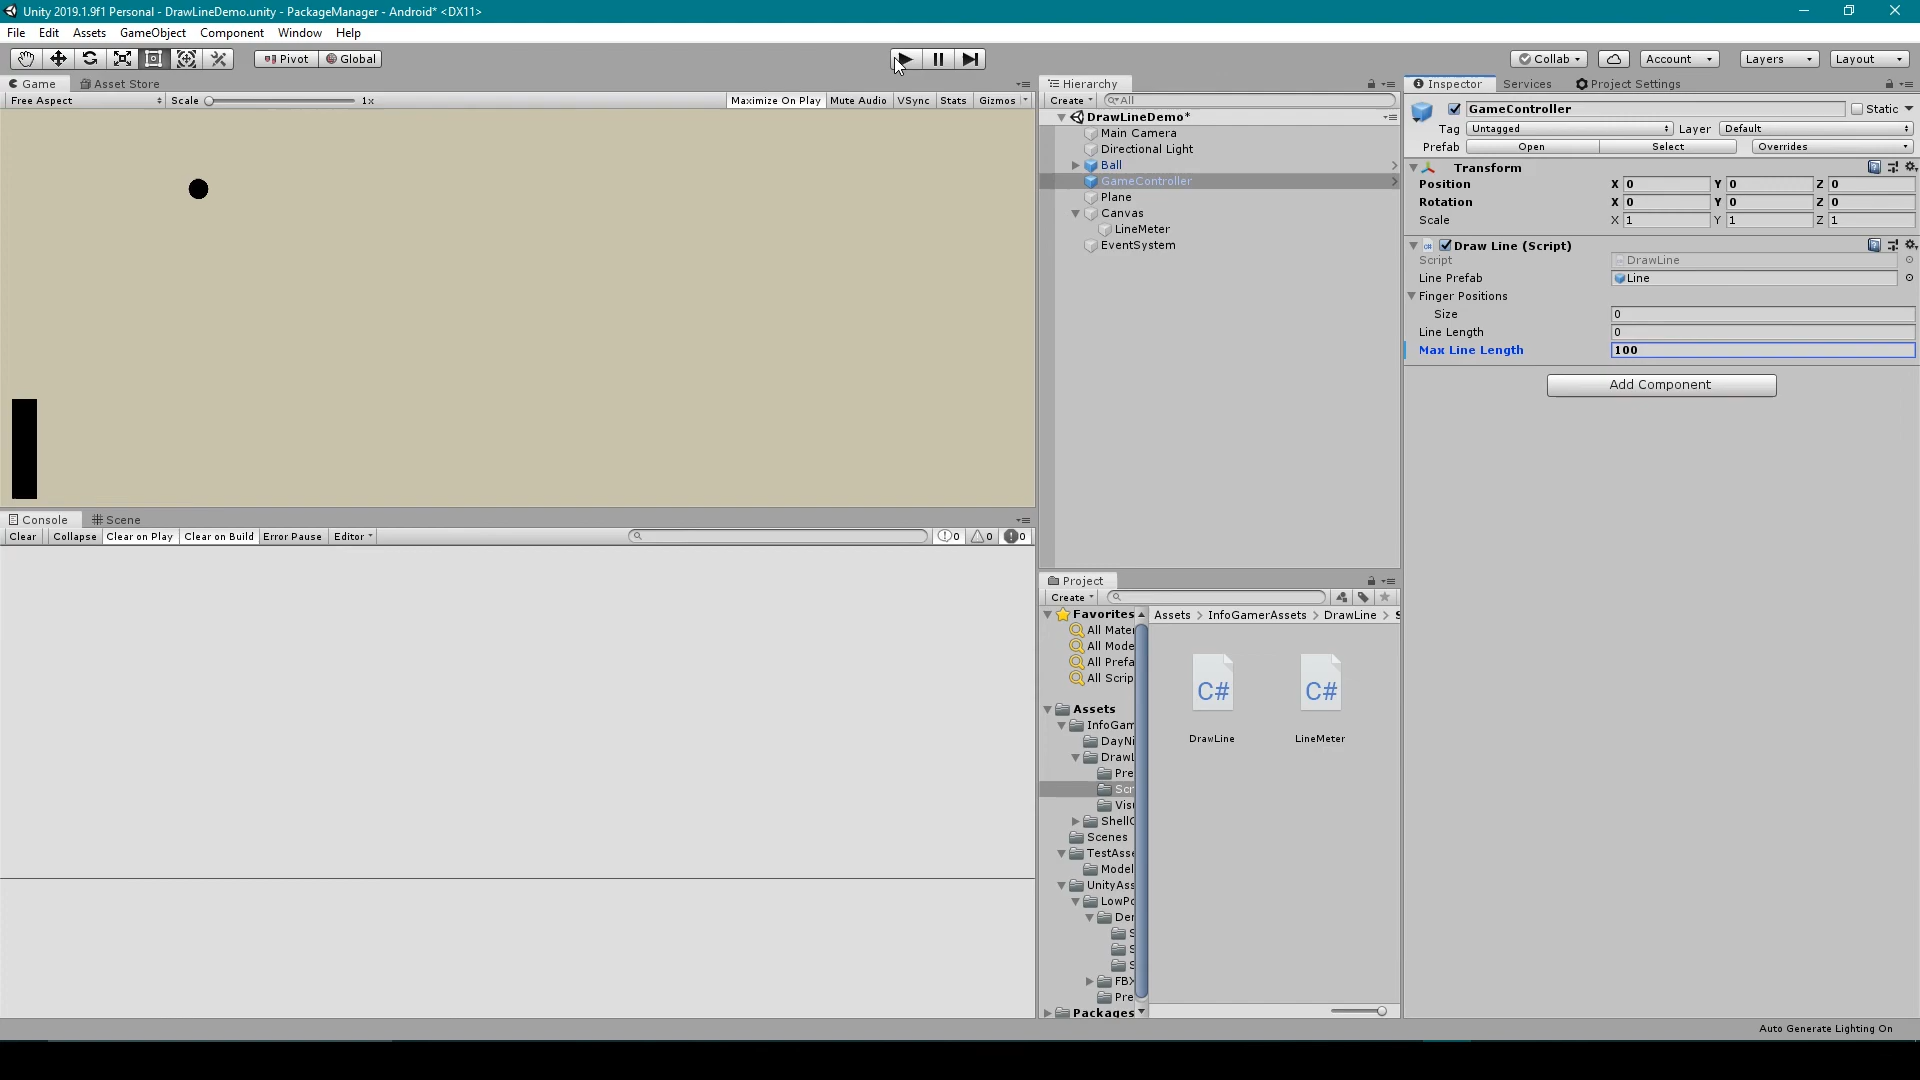 Unity 2019.1.9f1 Personal - DrawLineDemo.unity - PackageManager - Android* <DX11>
File Edit Assets GameObject Component Window Help
Pivot Global Collab Account Layers Layout
Game Asset Store
Free Aspect Scale 1x Maximize On Play Mute Audio VSync Stats Gizmos
Console Scene
Clear Collapse Clear on Play Clear on Build Error Pause Editor 0 0 0
Hierarchy
Create All
DrawLineDemo*
Main Camera
Directional Light
Ball
GameController
Plane
Canvas
LineMeter
EventSystem
Project
Create
Favorites
All Mater
All Mode
All Prefa
All Scrip
Assets
InfoGam
DayNi
DrawL
Pre
Scr
Visu
ShellC
Scenes
TestAsse
Model
UnityAss
LowPo
Der
S
S
S
FBX
Pre
Packages
Assets > InfoGamerAssets > DrawLine > S
C# C#
DrawLine LineMeter
Inspector Services Project Settings
GameController Static
Tag Untagged Layer Default
Prefab Open Select Overrides
Transform
Position X 0 Y 0 Z 0
Rotation X 0 Y 0 Z 0
Scale X 1 Y 1 Z 1
Draw Line (Script)
Script DrawLine
Line Prefab Line
Finger Positions
Size 0
Line Length 0
Max Line Length 100
Add Component
Auto Generate Lighting On